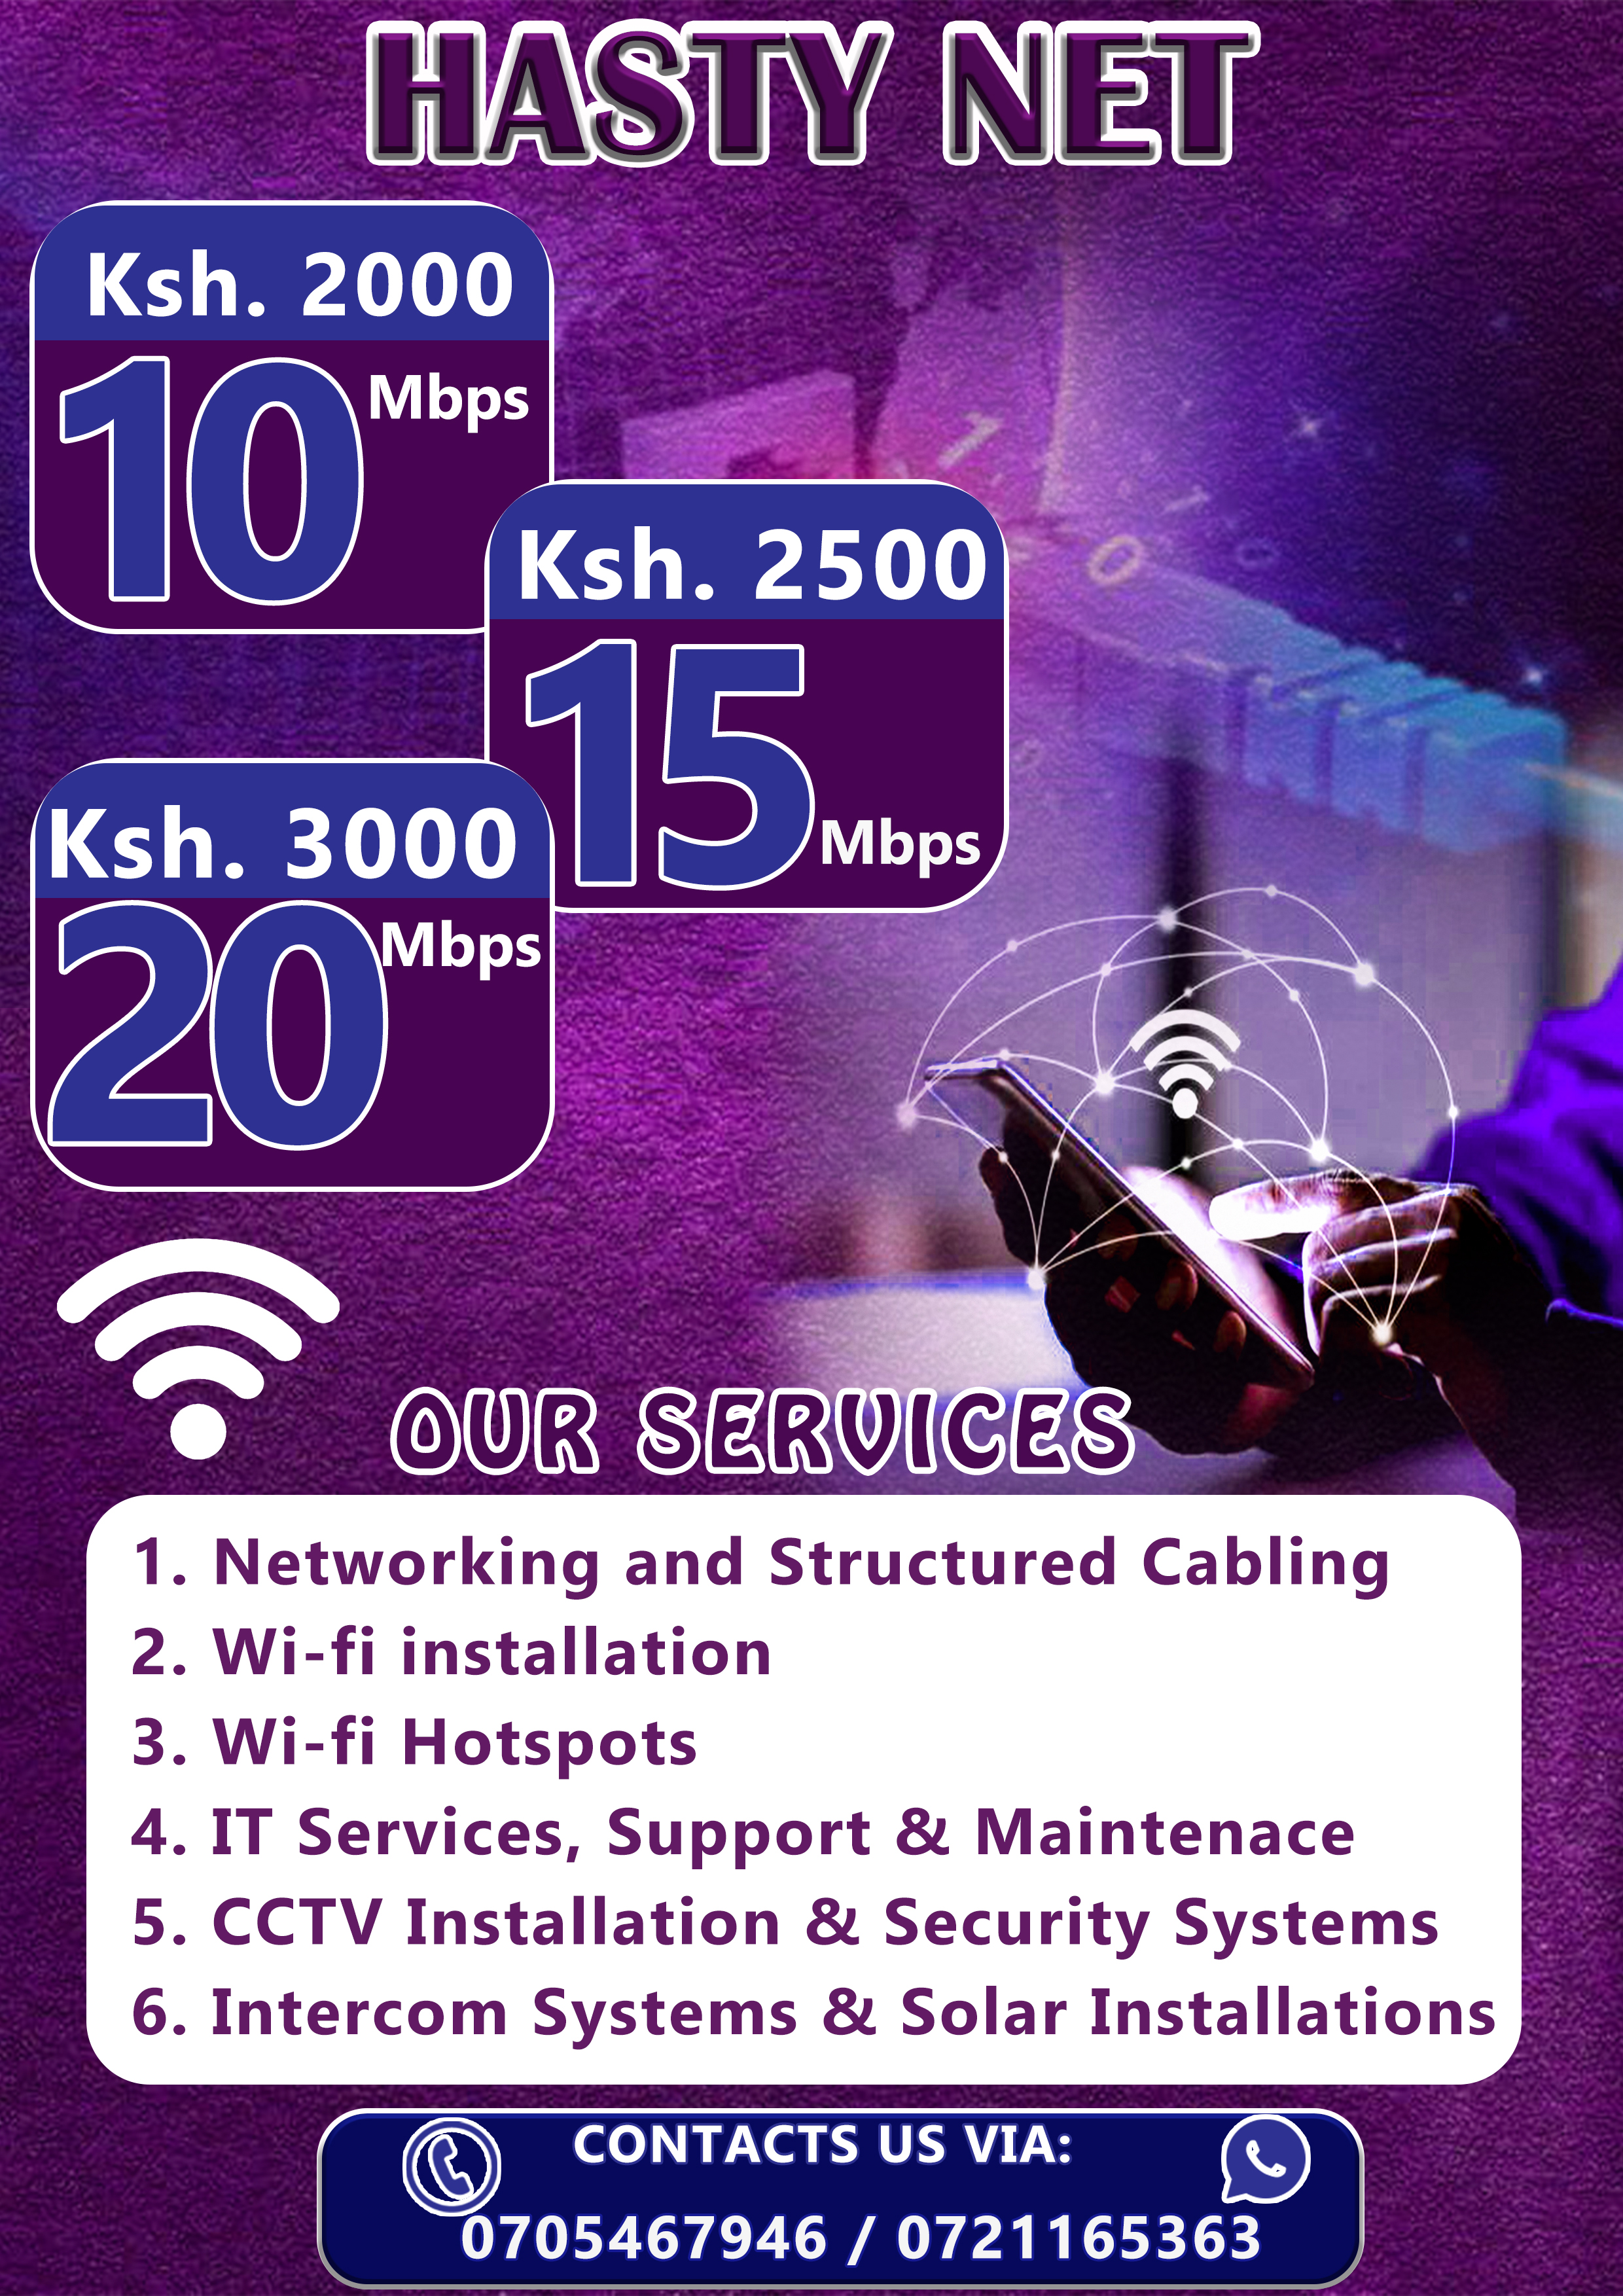 HASTY NET
Ksh. 2000
10 Mbps
Ksh. 2500
15 Mbps
Ksh. 3000
20 Mbps
OUR SERVICES
1. Networking and Structured Cabling
2. Wi-fi installation
3. Wi-fi Hotspots
4. IT Services, Support & Maintenace
5. CCTV Installation & Security Systems
6. Intercom Systems & Solar Installations
CONTACTS US VIA:
0705467946 / 0721165363